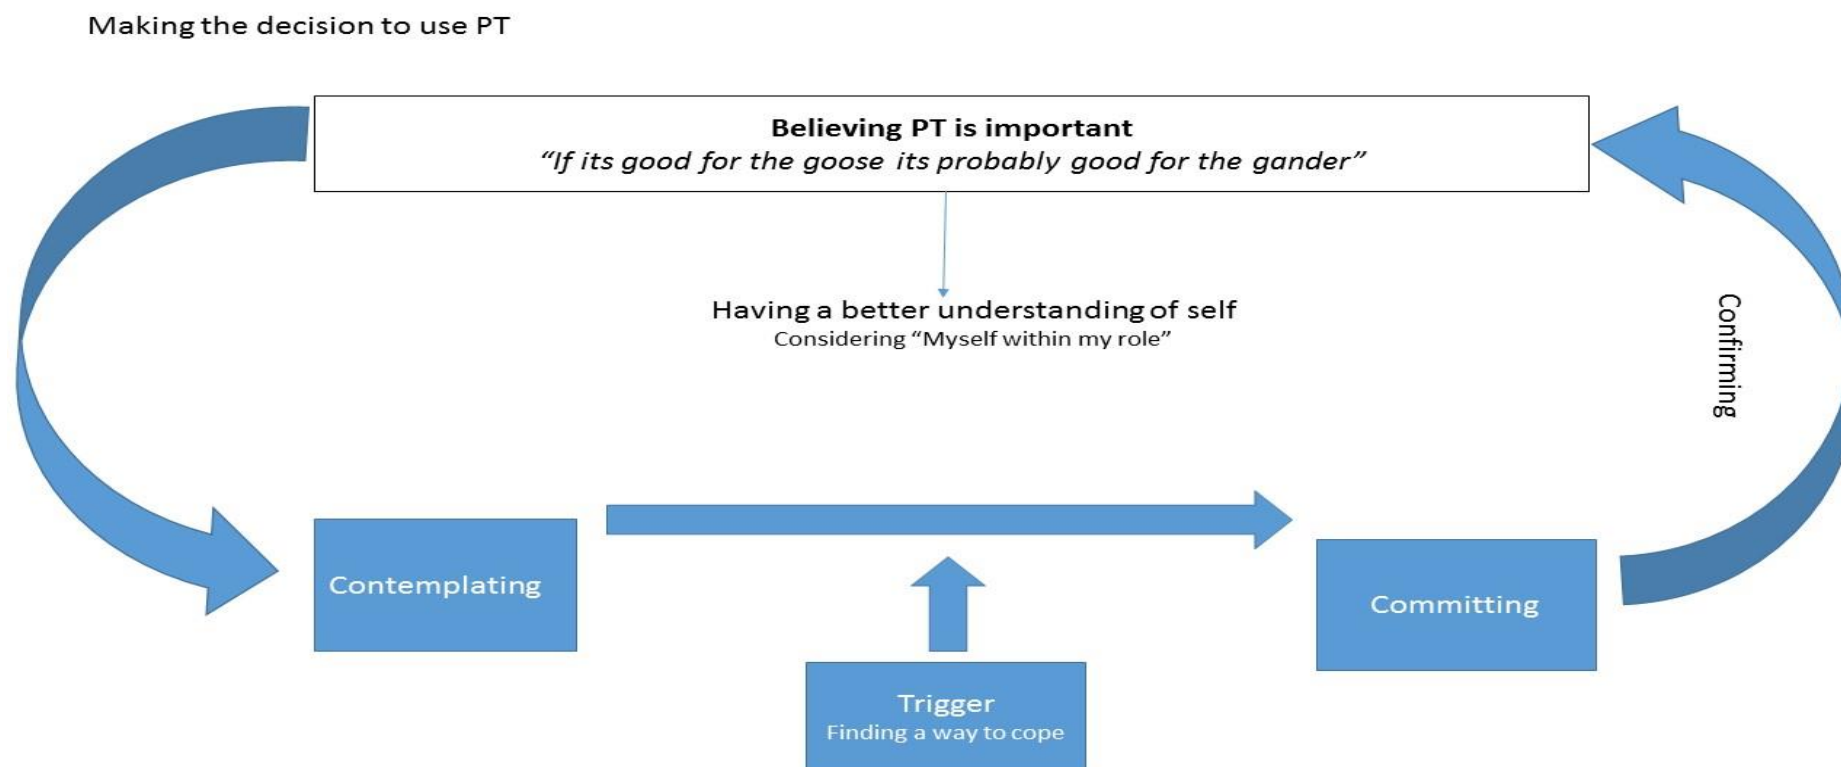 Making the decision to use PT
Believing PT is important
“If its good for the goose its probably good for the gander”
Having a better understanding of self
Considering “Myself within my role”
Confirming
Contemplating
Committing
Trigger
Finding a way to cope